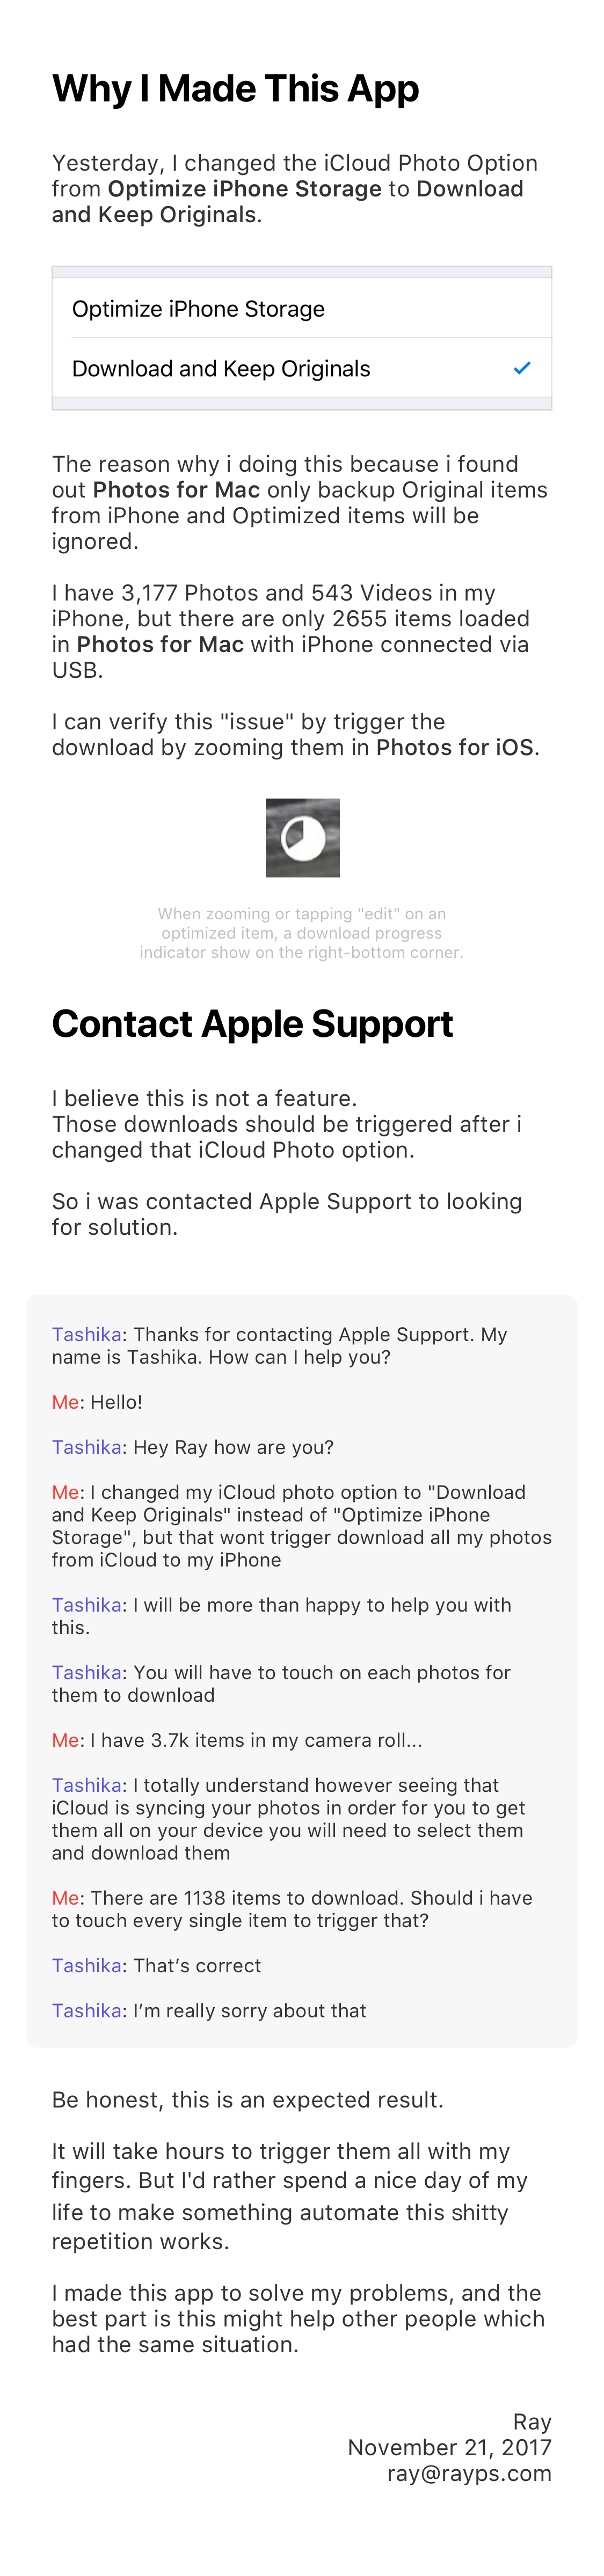 Why I Made This App
Yesterday, I changed the iCloud Photo Option
from Optimize iPhone Storage to Download
and Keep Originals.
Optimize iPhone Storage
Download and Keep Originals
The reason why i doing this because i found
out Photos for Mac only backup Original items
from iPhone and Optimized items will be
ignored.
I have 3,177 Photos and 543 Videos in my
iPhone, but there are only 2655 items loaded
in Photos for Mac with iPhone connected via
USB.
I can verify this "issue" by trigger the
download by zooming them in Photos for iOS.
When zooming or tapping "edit" on an
optimized item, a download progress
indicator show on the right-bottom corner.
Contact Apple Support
I believe this is not a feature.
Those downloads should be triggered after i
changed that iCloud Photo option.
So i was contacted Apple Support to looking
for solution.
Tashika: Thanks for contacting Apple Support. My
name is Tashika. How can I help you?
Me: Hello!
Tashika: Hey Ray how are you?
Me: I changed my iCloud photo option to "Download
and Keep Originals" instead of "Optimize iPhone
Storage", but that wont trigger download all my photos
from iCloud to my iPhone
Tashika: I will be more than happy to help you with
this.
Tashika: You will have to touch on each photos for
them to download
Me: I have 3.7k items in my camera roll...
Tashika: I totally understand however seeing that
iCloud is syncing your photos in order for you to get
them all on your device you will need to select them
and download them
Me: There are 1138 items to download. Should i have
to touch every single item to trigger that?
Tashika: That’s correct
Tashika: I’m really sorry about that
Be honest, this is an expected result.
It will take hours to trigger them all with my
fingers. But I'd rather spend a nice day of my
life to make something automate this shitty
repetition works.
I made this app to solve my problems, and the
best part is this might help other people which
had the same situation.
Ray
November 21, 2017
ray@rayps.com